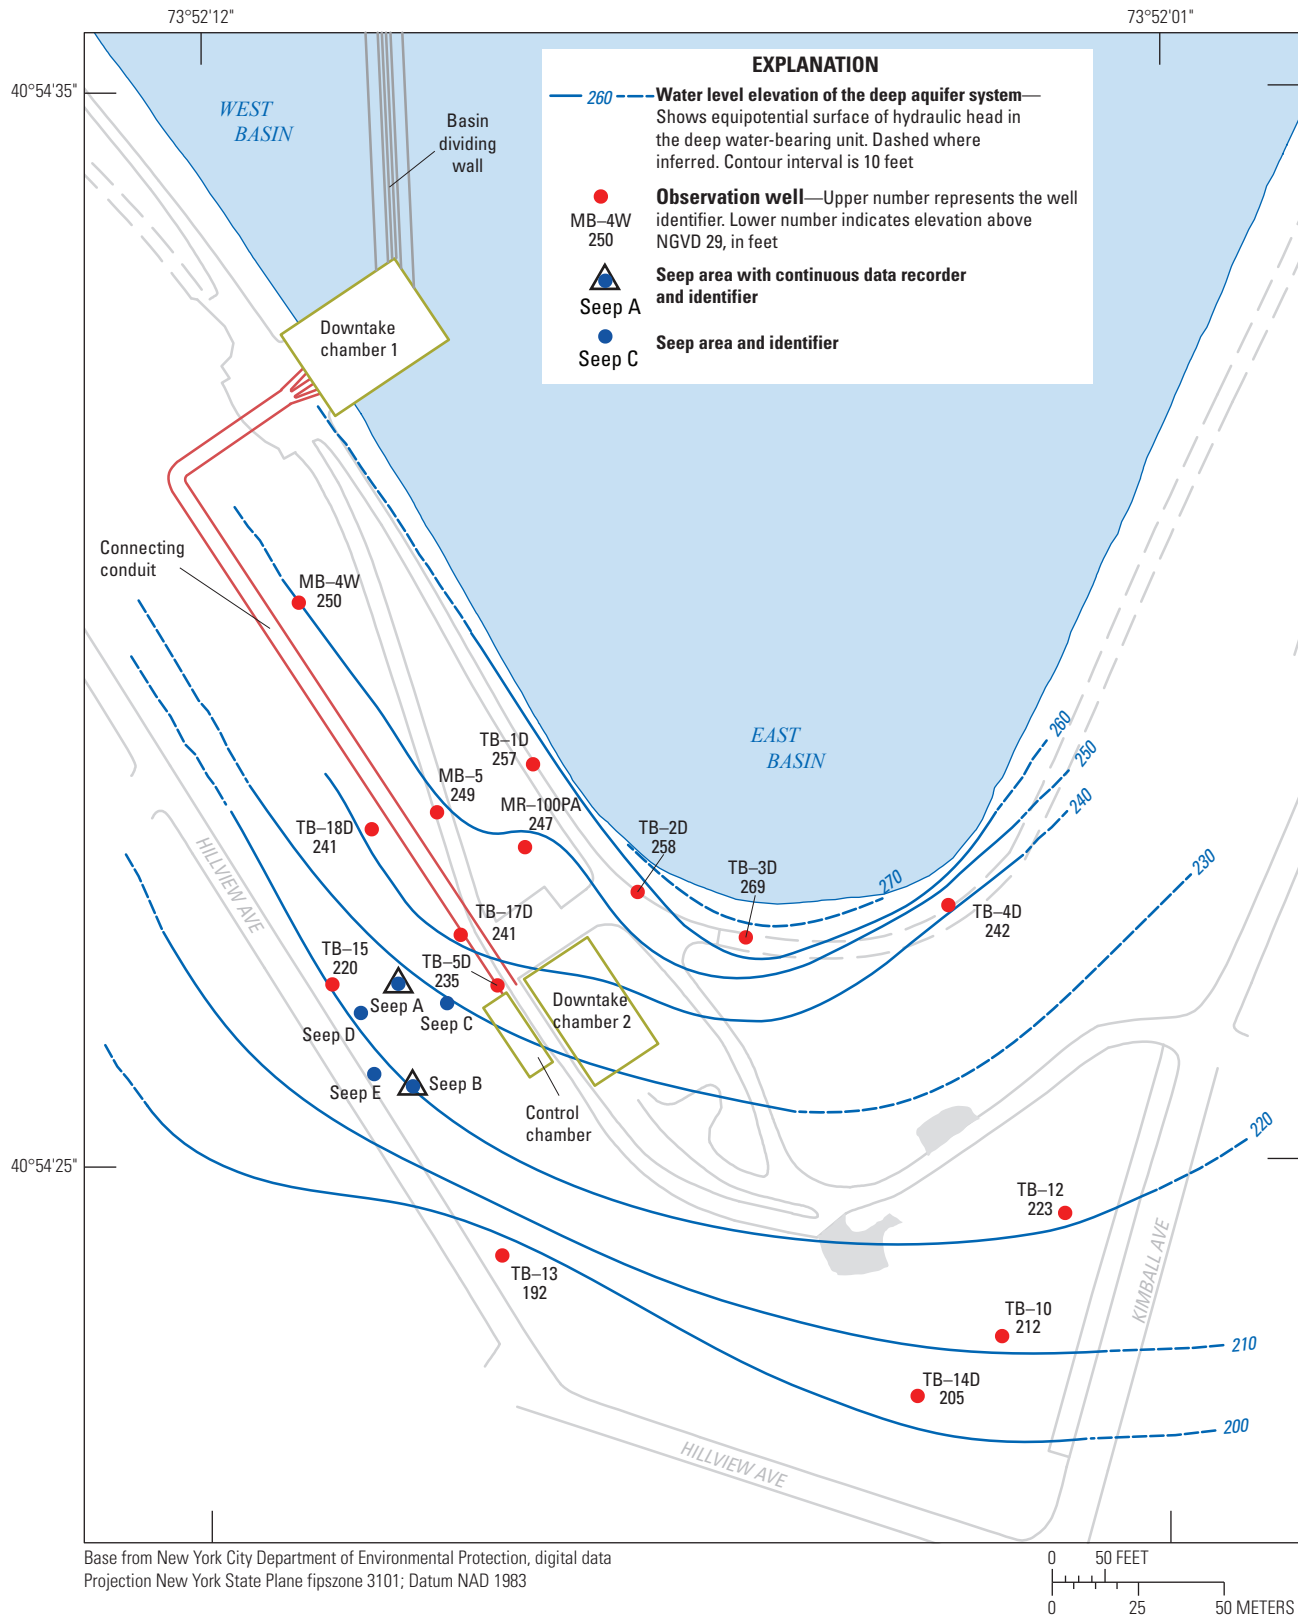 73°52'12"
73°52'01"
40°54'35"
WEST
BASIN
Basin
dividing
wall
EXPLANATION
260
Water level elevation of the deep aquifer system—
Shows equipotential surface of hydraulic head in
the deep water-bearing unit. Dashed where
inferred. Contour interval is 10 feet
Observation well—Upper number represents the well
identifier. Lower number indicates elevation above
NGVD 29, in feet
MB–4W
250
Seep area with continuous data recorder
and identifier
Seep A
Seep area and identifier
Seep C
Downtake
chamber 1
Connecting
conduit
MB–4W
250
EAST
BASIN
260
250
240
230
220
210
200
270
TB–1D
257
MB–5
249
MR–100PA
247
TB–18D
241
TB–2D
258
TB–3D
269
TB–4D
242
HILLVIEW AVE
TB–17D
241
TB–15
220
TB–5D
235
Seep A
Seep C
Seep D
Downtake
chamber 2
Seep E
Seep B
Control
chamber
40°54'25"
TB–12
223
KIMBALL AVE
TB–13
192
TB–10
212
TB–14D
205
HILLVIEW AVE
Base from New York City Department of Environmental Protection, digital data
Projection New York State Plane fipszone 3101; Datum NAD 1983
0 50 FEET
0 25 50 METERS